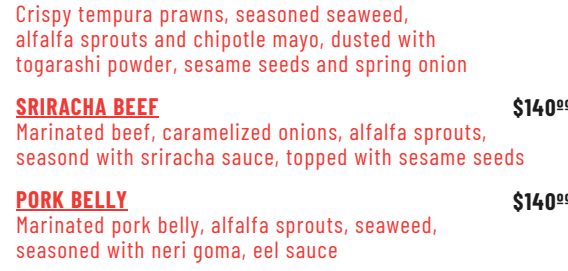 Crispy tempura prawns, seasoned seaweed,
alfalfa sprouts and chipotle mayo, dusted with
togarashi powder, sesame seeds and spring onion
SRIRACHA BEEF $140
Marinated beef, caramelized onions, alfalfa sprouts,
seasond with sriracha sauce, topped with sesame seeds
PORK BELLY $140
Marinated pork belly, alfalfa sprouts, seaweed,
seasoned with neri goma, eel sauce